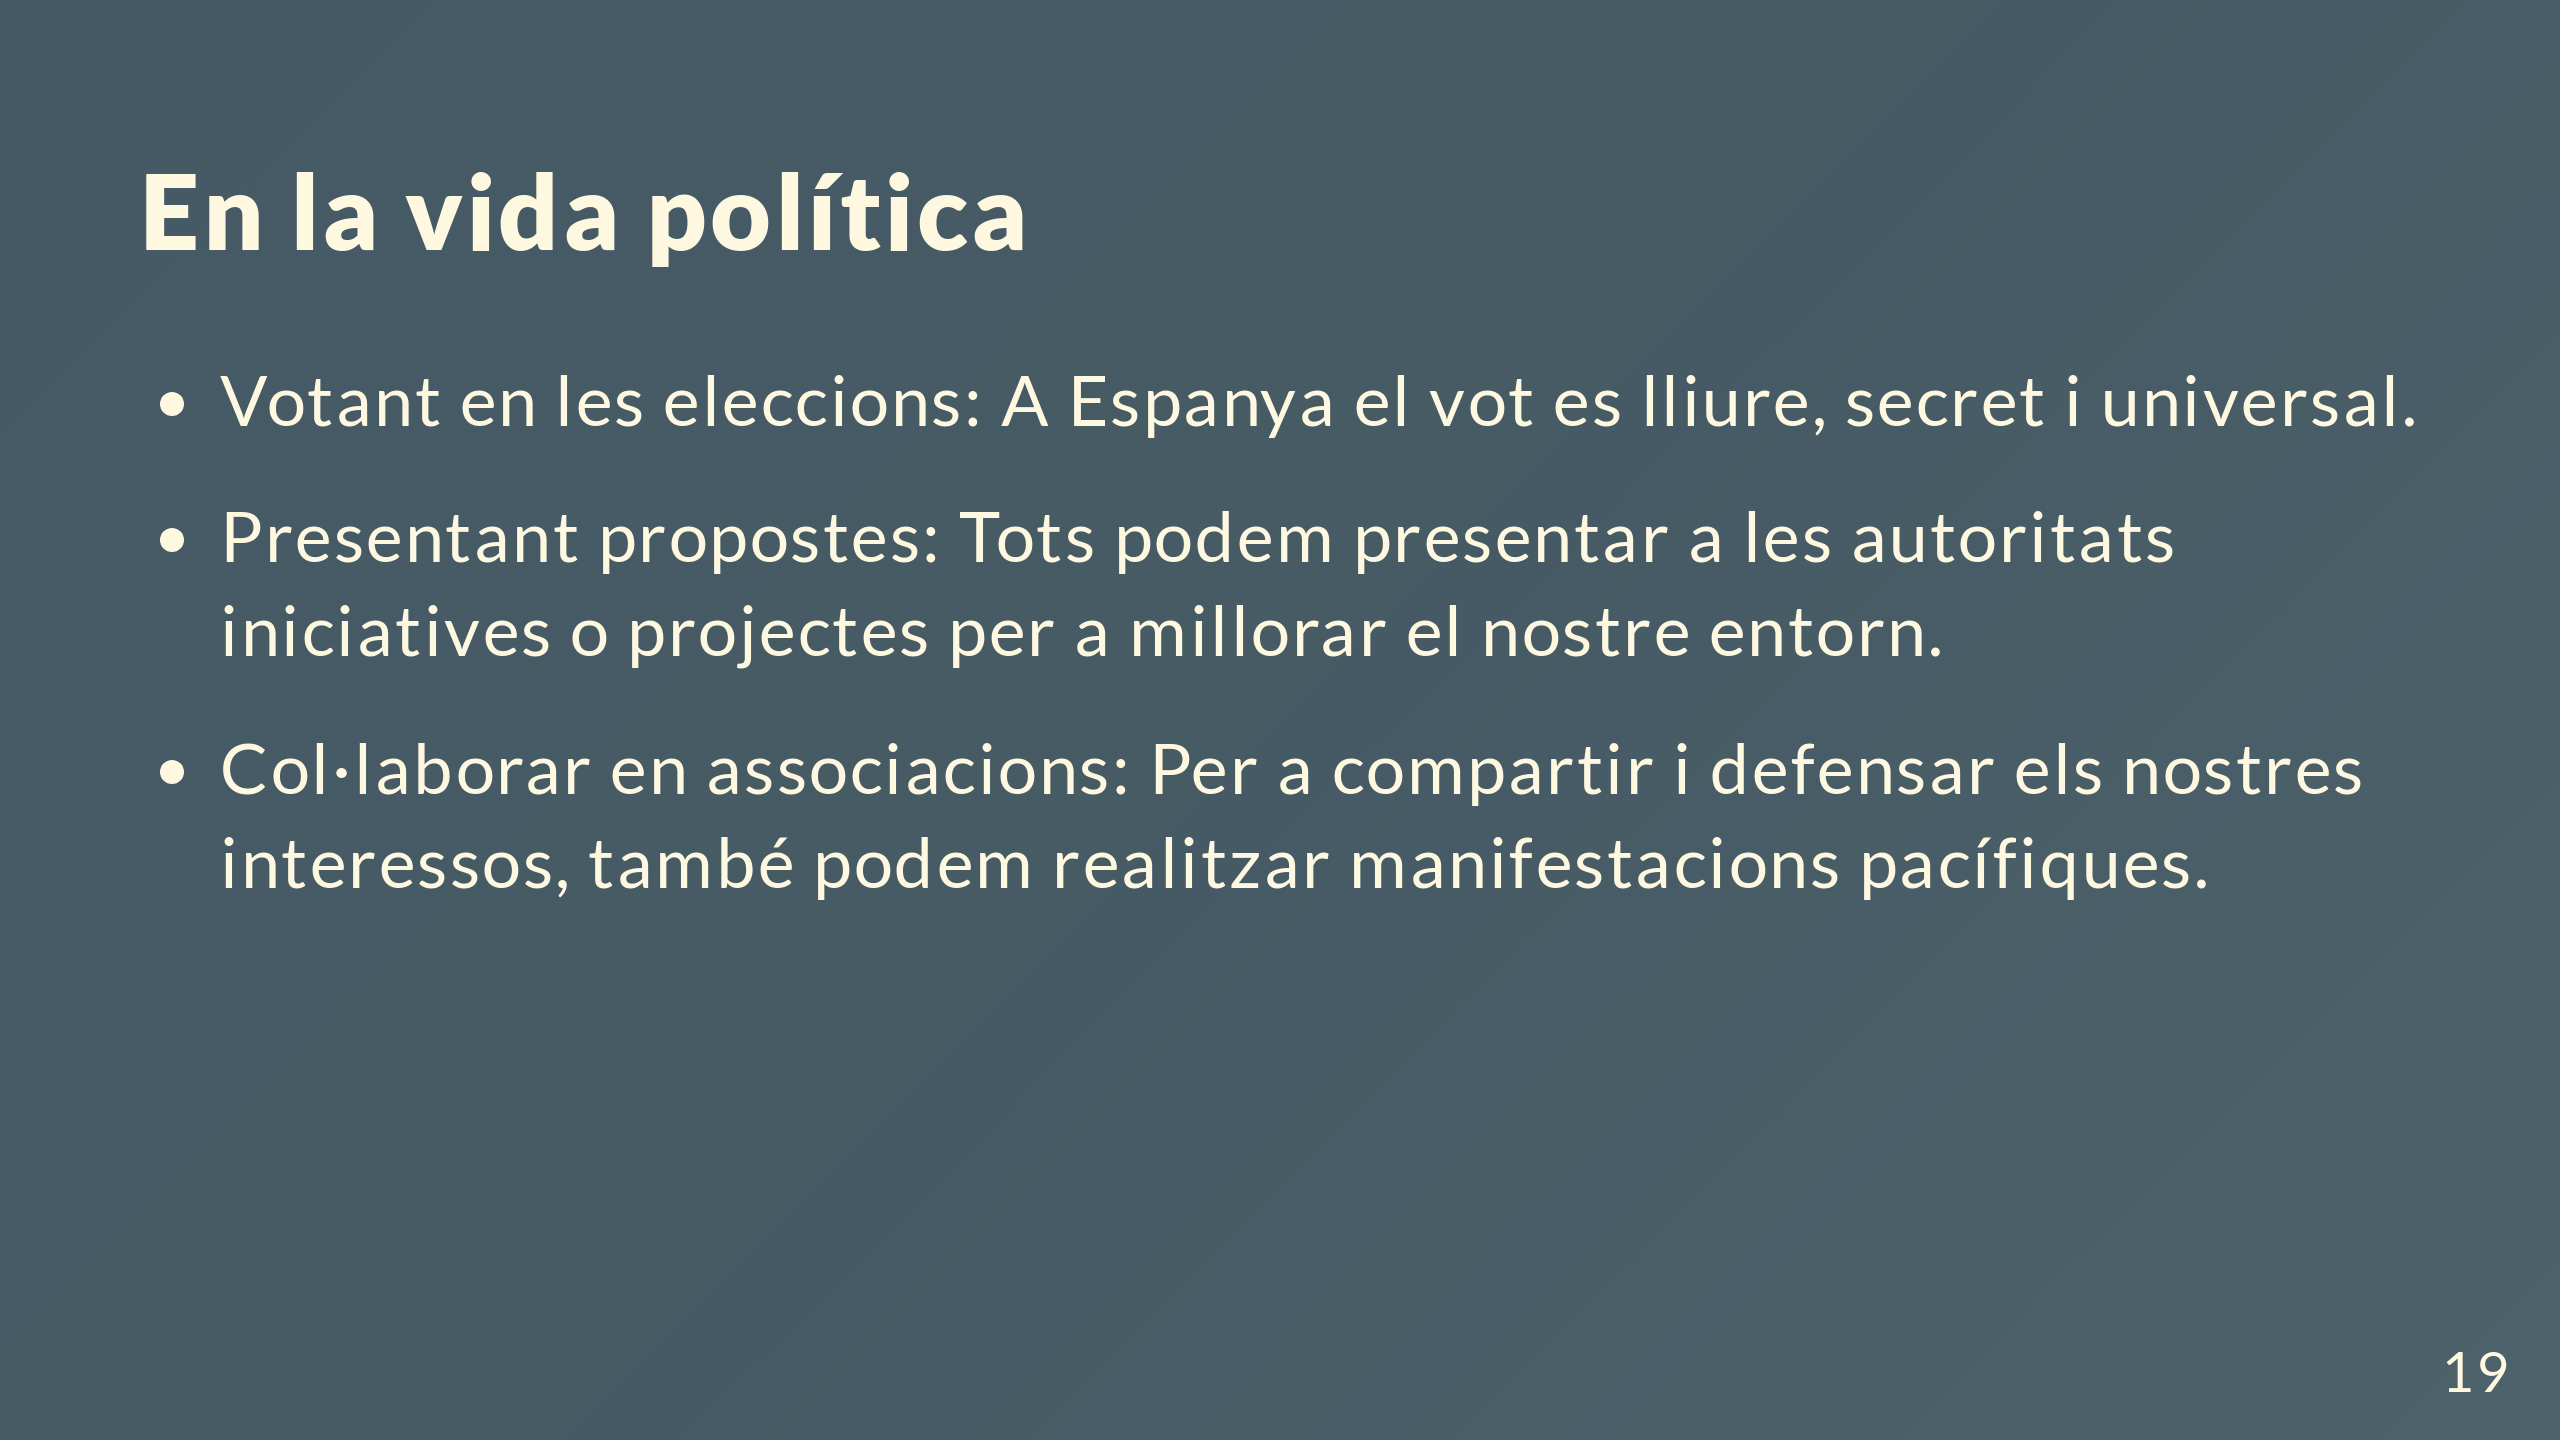 En la vida política
• Votant en les eleccions: A Espanya el vot es lliure, secret i universal.
• Presentant propostes: Tots podem presentar a les autoritats
iniciatives o projectes per a millorar el nostre entorn.
• Col·laborar en associacions: Per a compartir i defensar els nostres
interessos, també podem realitzar manifestacions pacífiques.
19